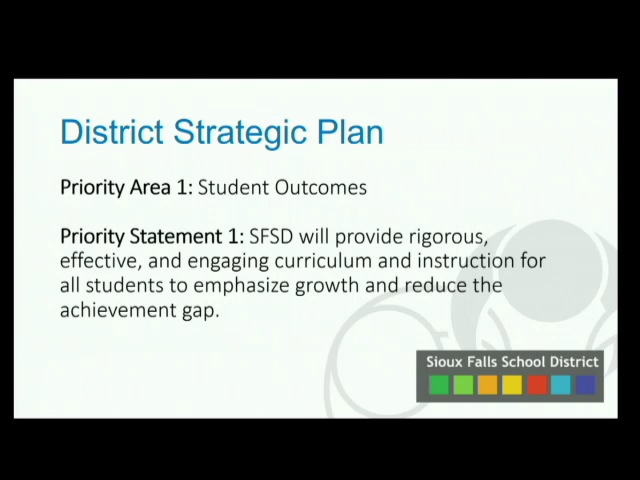 District Strategic Plan
Priority Area 1: Student Outcomes
Priority Statement 1: SFSD will provide rigorous,
effective, and engaging curriculum and instruction for
all students to emphasize growth and reduce the
achievement gap.
Sioux Falls School District